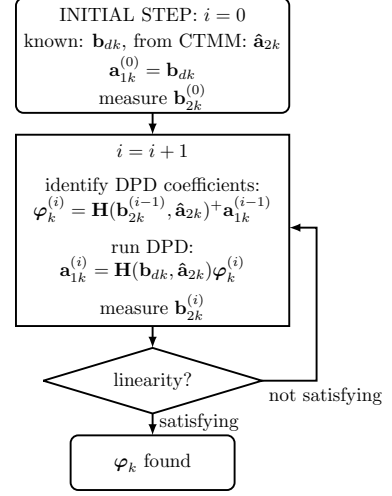 INITIAL STEP: i = 0
known: b_{dk}, from CTMM: â_{2k}
a_{1k}^{(0)} = b_{dk}
measure b_{2k}^{(0)}
i = i + 1
identify DPD coefficients:
φ_k^{(i)} = H(b_{2k}^{(i−1)}, â_{2k})^+ a_{1k}^{(i−1)}
run DPD:
a_{1k}^{(i)} = H(b_{dk}, â_{2k})φ_k^{(i)}
measure b_{2k}^{(i)}
linearity?
not satisfying
satisfying
φ_k found